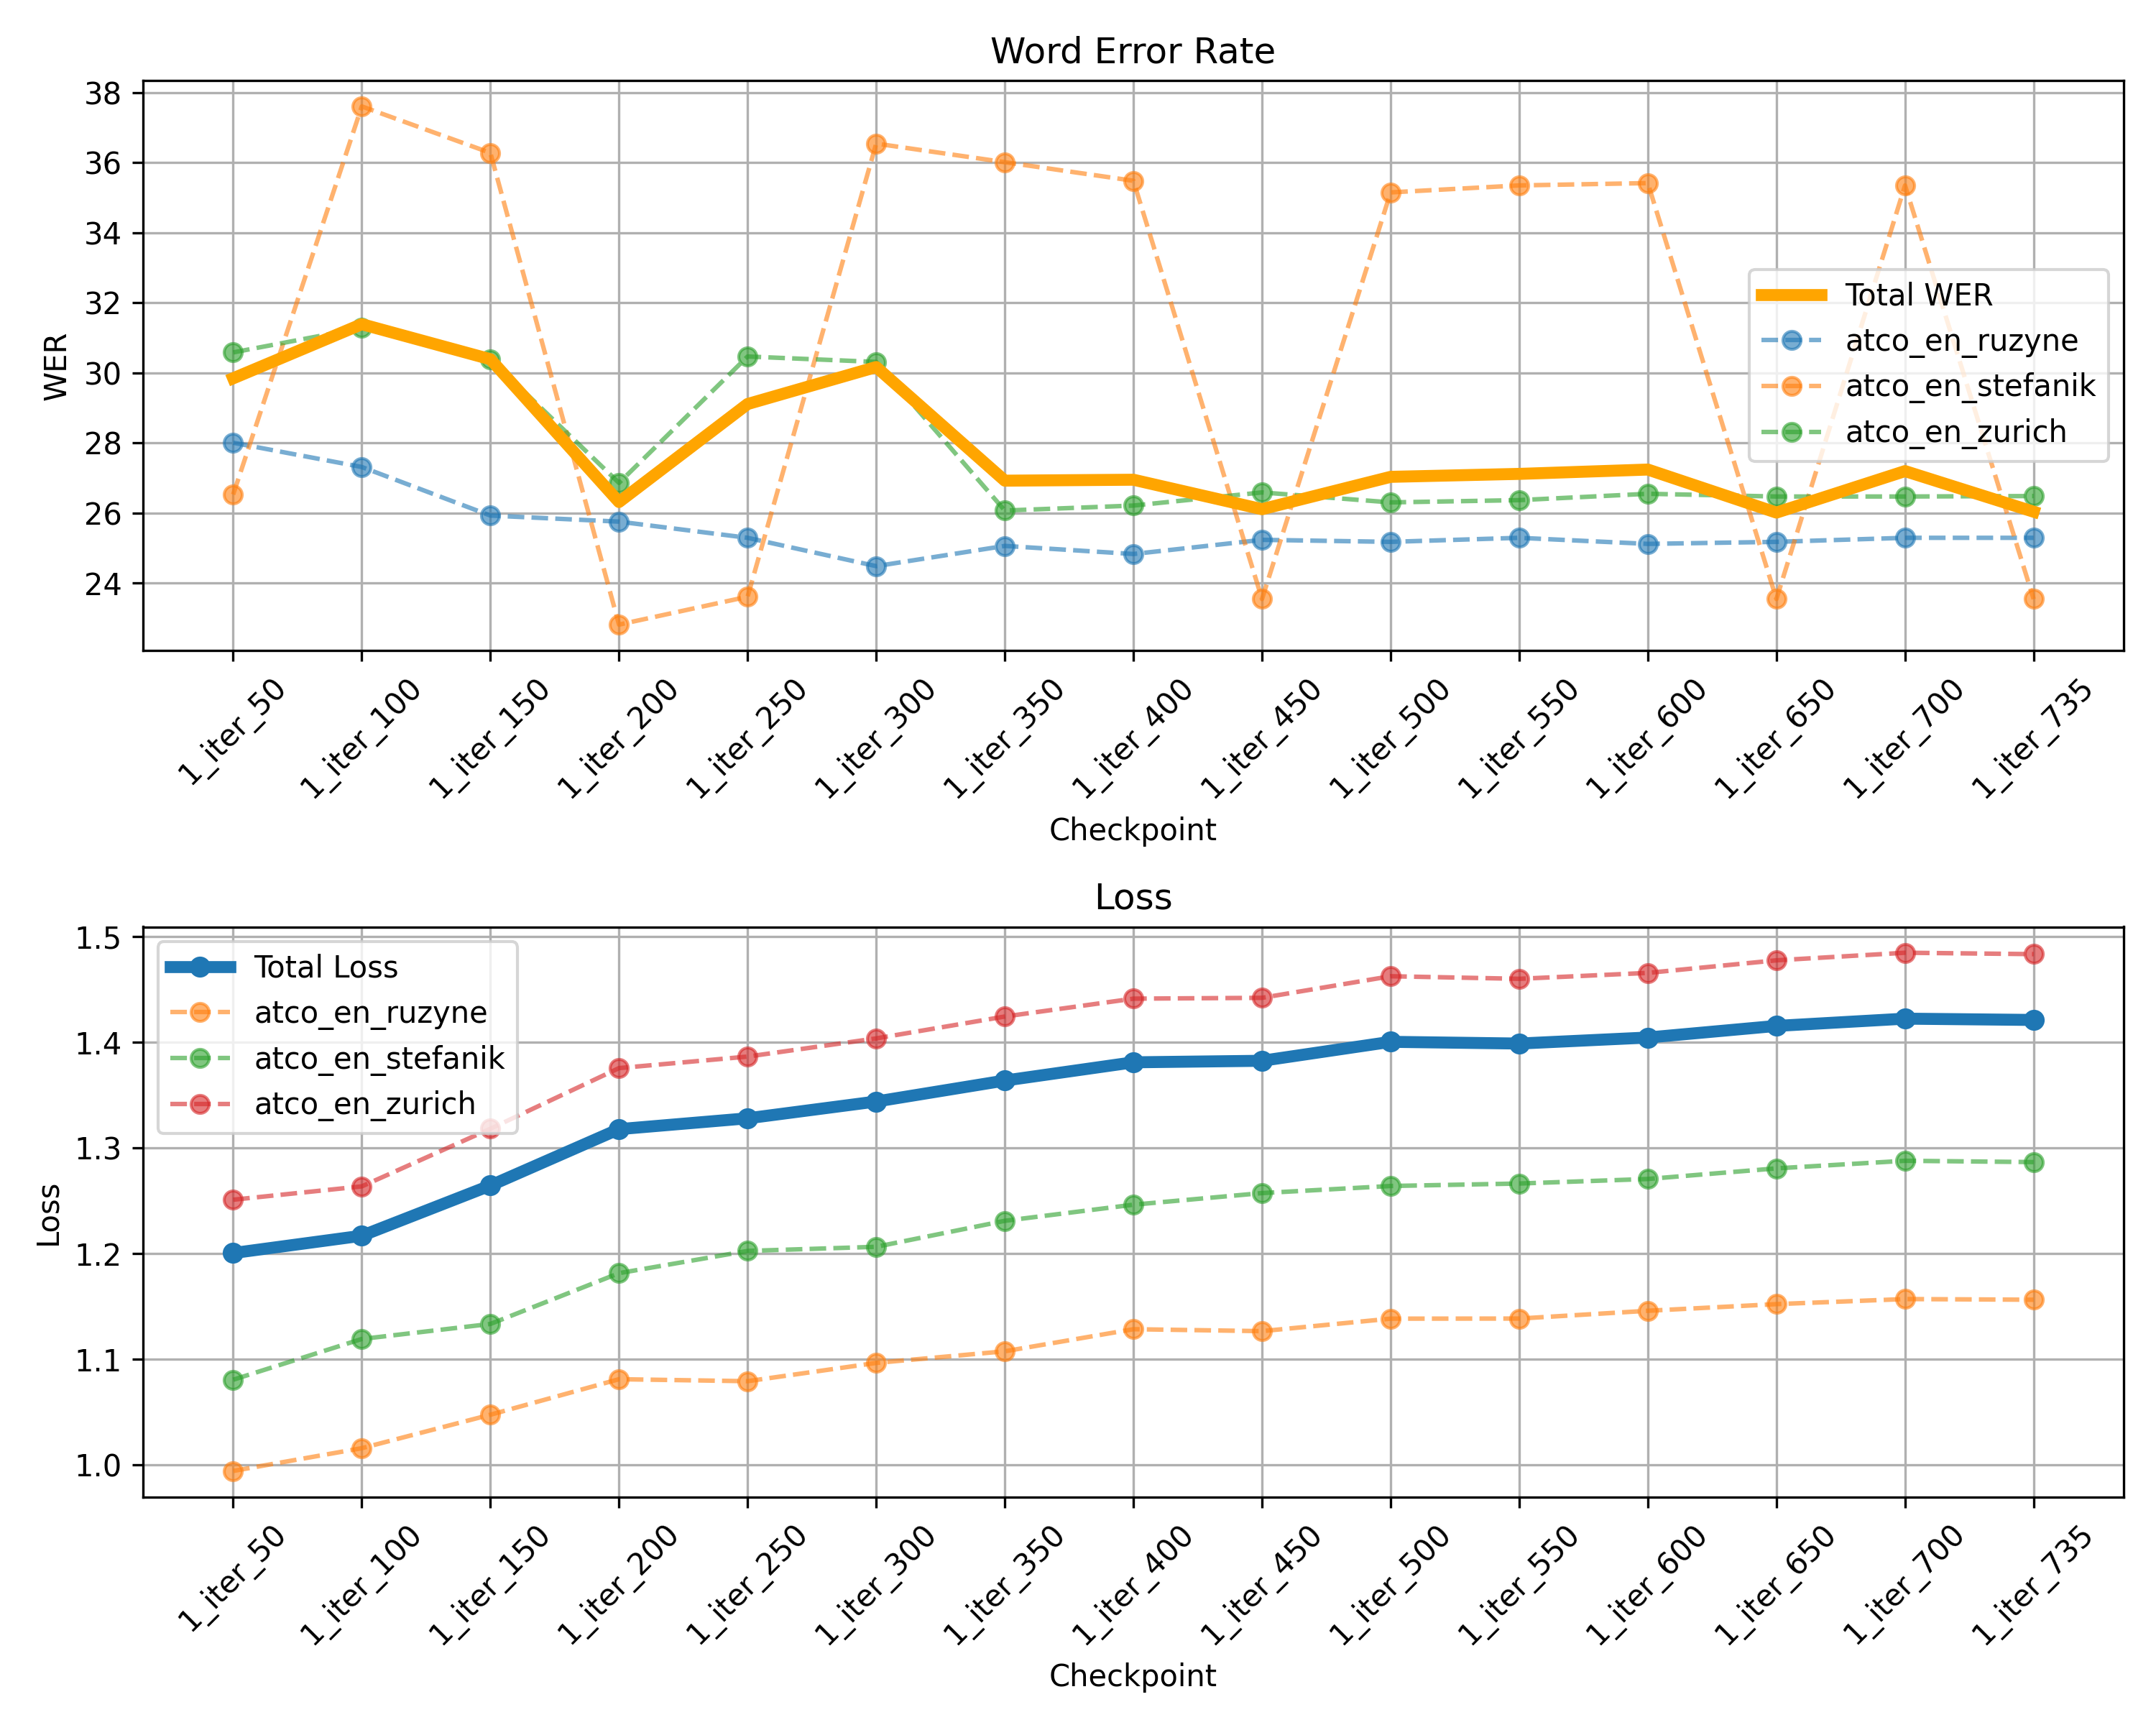 Word Error Rate
WER
38
36
34
32
30
28
26
24
Total WER
atco_en_ruzyne
atco_en_stefanik
atco_en_zurich
1_iter_50
1_iter_100
1_iter_150
1_iter_200
1_iter_250
1_iter_300
1_iter_350
1_iter_400
1_iter_450
1_iter_500
1_iter_550
1_iter_600
1_iter_650
1_iter_700
1_iter_735
Checkpoint
Loss
Loss
1.5
1.4
1.3
1.2
1.1
1.0
Total Loss
atco_en_ruzyne
atco_en_stefanik
atco_en_zurich
1_iter_50
1_iter_100
1_iter_150
1_iter_200
1_iter_250
1_iter_300
1_iter_350
1_iter_400
1_iter_450
1_iter_500
1_iter_550
1_iter_600
1_iter_650
1_iter_700
1_iter_735
Checkpoint